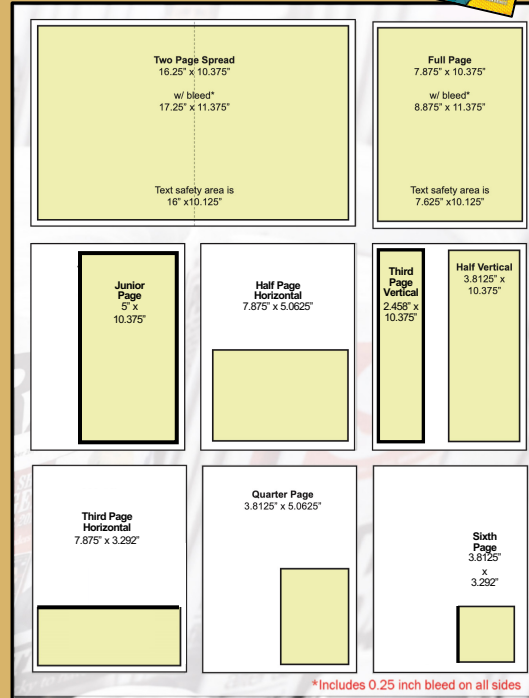 Two Page Spread
16.25” x 10.375”
w/ bleed*
17.25” x 11.375”
Text safety area is
16” x10.125”
Full Page
7.875” x 10.375”
w/ bleed*
8.875” x 11.375”
Text safety area is
7.625” x10.125”
Junior
Page
5” x
10.375”
Half Page
Horizontal
7.875” x 5.0625”
Third
Page
Vertical
2.458” x
10.375”
Half Vertical
3.8125” x
10.375”
Third Page
Horizontal
7.875” x 3.292”
Quarter Page
3.8125” x 5.0625”
Sixth
Page
3.8125”
x
3.292”
*Includes 0.25 inch bleed on all sides